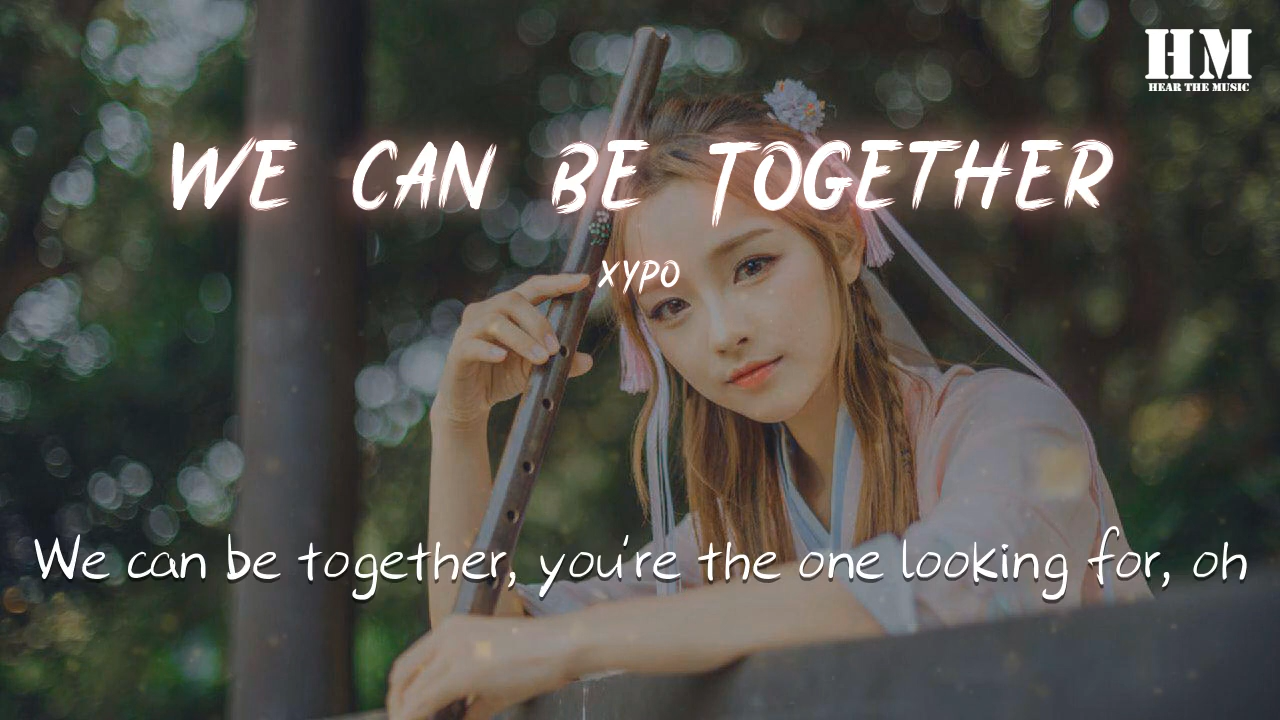 HM
HEAR THE MUSIC
WE CAN BE TOGETHER
XYPO
We can be together, you're the one looking for, oh